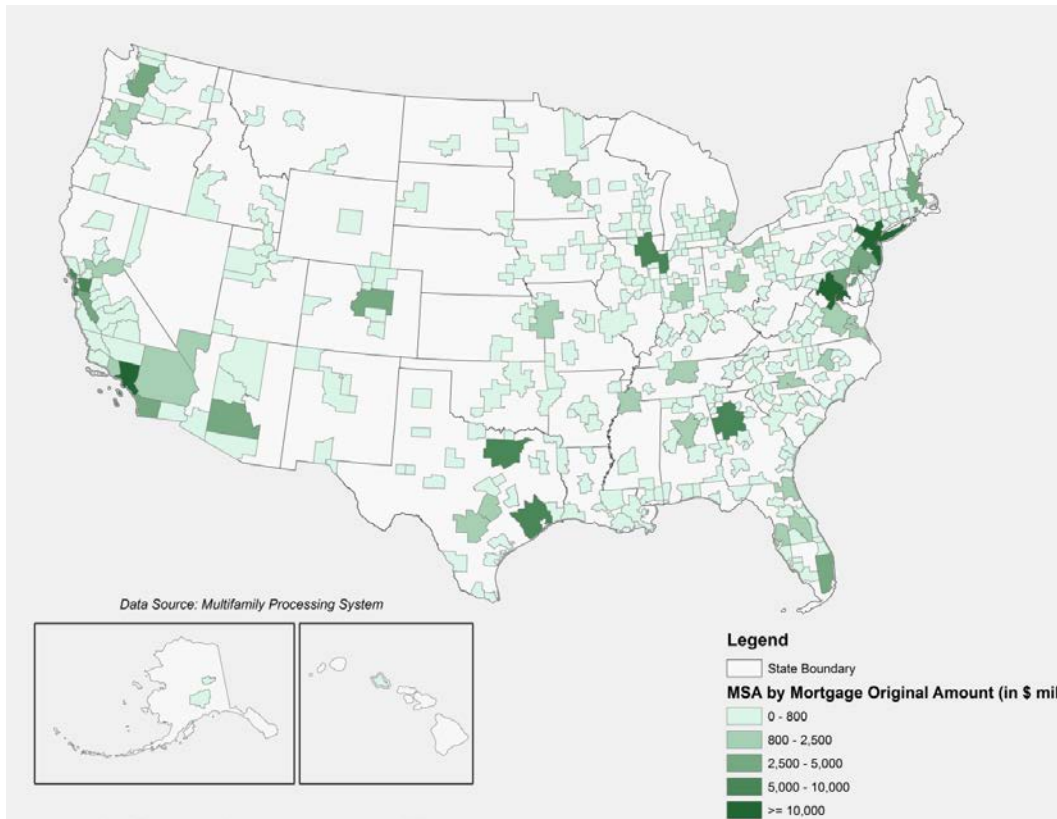 Data Source: Multifamily Processing System
Legend
State Boundary
MSA by Mortgage Original Amount (in $ mil
0 - 800
800 - 2,500
2,500 - 5,000
5,000 - 10,000
>= 10,000